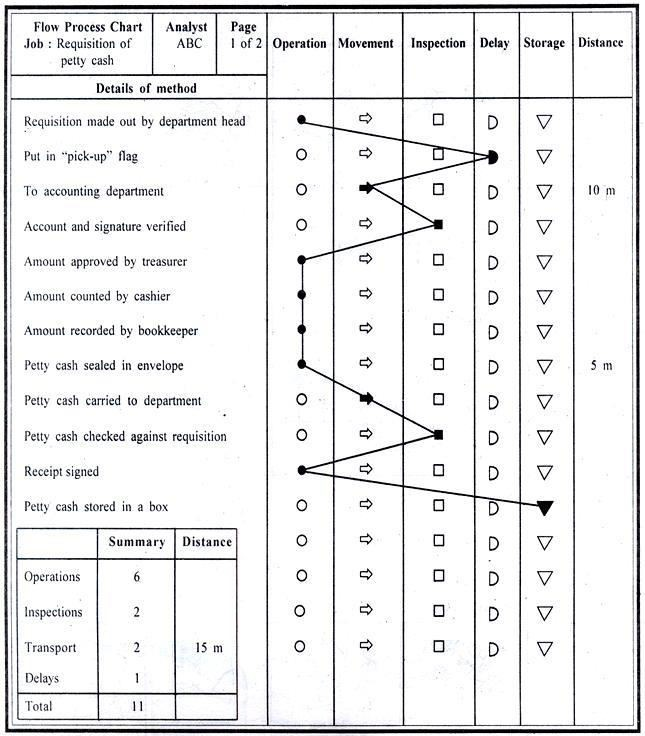 Flow Process Chart
Job : Requisition of
petty cash
Analyst
ABC
Page
1 of 2
Operation
Movement
Inspection
Delay
Storage
Distance
Details of method
Requisition made out by department head
Put in “pick-up” flag
To accounting department
10 m
Account and signature verified
Amount approved by treasurer
Amount counted by cashier
Amount recorded by bookkeeper
Petty cash sealed in envelope
5 m
Petty cash carried to department
Petty cash checked against requisition
Receipt signed
Petty cash stored in a box
Summary
Distance
Operations 6
Inspections 2
Transport 2 15 m
Delays 1
Total 11